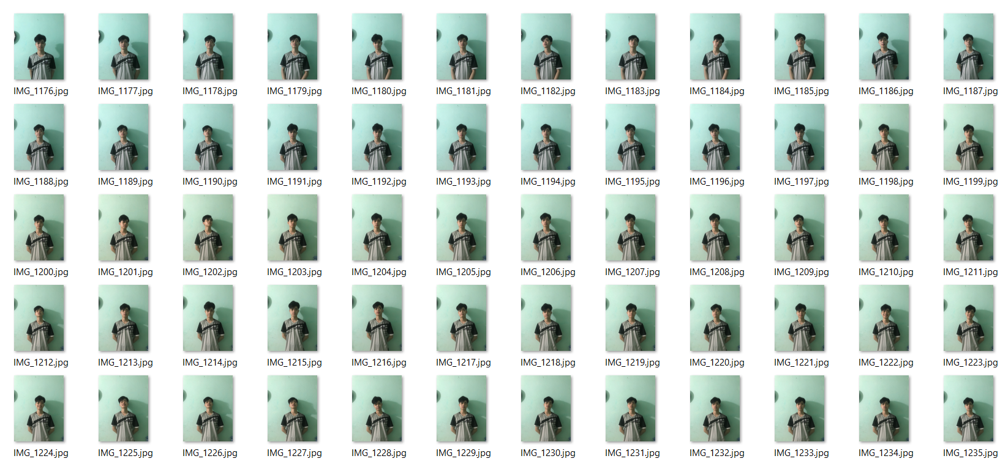 IMG_1176.jpg IMG_1177.jpg IMG_1178.jpg IMG_1179.jpg IMG_1180.jpg IMG_1181.jpg IMG_1182.jpg IMG_1183.jpg IMG_1184.jpg IMG_1185.jpg IMG_1186.jpg IMG_1187.jpg
IMG_1188.jpg IMG_1189.jpg IMG_1190.jpg IMG_1191.jpg IMG_1192.jpg IMG_1193.jpg IMG_1194.jpg IMG_1195.jpg IMG_1196.jpg IMG_1197.jpg IMG_1198.jpg IMG_1199.jpg
IMG_1200.jpg IMG_1201.jpg IMG_1202.jpg IMG_1203.jpg IMG_1204.jpg IMG_1205.jpg IMG_1206.jpg IMG_1207.jpg IMG_1208.jpg IMG_1209.jpg IMG_1210.jpg IMG_1211.jpg
IMG_1212.jpg IMG_1213.jpg IMG_1214.jpg IMG_1215.jpg IMG_1216.jpg IMG_1217.jpg IMG_1218.jpg IMG_1219.jpg IMG_1220.jpg IMG_1221.jpg IMG_1222.jpg IMG_1223.jpg
IMG_1224.jpg IMG_1225.jpg IMG_1226.jpg IMG_1227.jpg IMG_1228.jpg IMG_1229.jpg IMG_1230.jpg IMG_1231.jpg IMG_1232.jpg IMG_1233.jpg IMG_1234.jpg IMG_1235.jpg